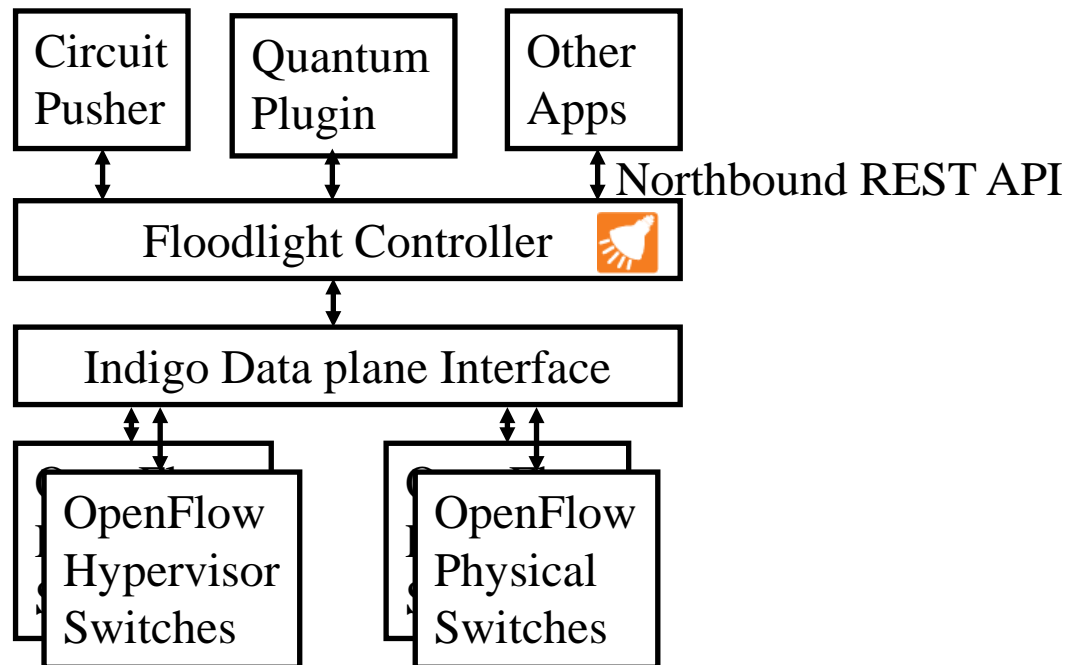 Circuit
Pusher
Quantum
Plugin
Other
Apps
Northbound REST API
Floodlight Controller
Indigo Data plane Interface
OpenFlow
Hypervisor
Switches
OpenFlow
Physical
Switches